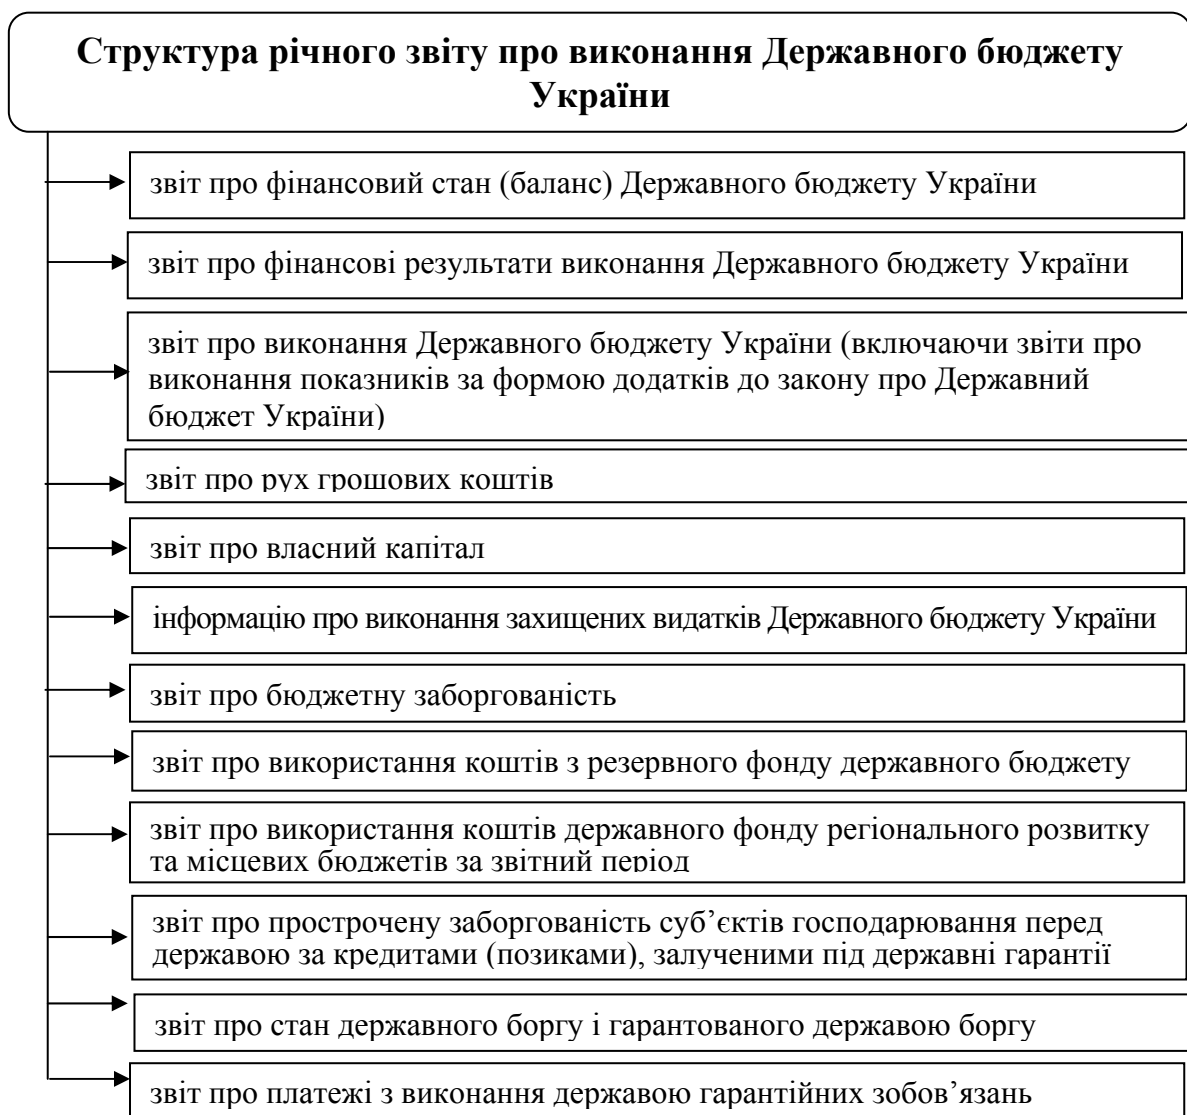 Структура річного звіту про виконання Державного бюджету
України
звіт про фінансовий стан (баланс) Державного бюджету України
звіт про фінансові результати виконання Державного бюджету України
звіт про виконання Державного бюджету України (включаючи звіти про
виконання показників за формою додатків до закону про Державний
бюджет України)
звіт про рух грошових коштів
звіт про власний капітал
інформацію про виконання захищених видатків Державного бюджету України
звіт про бюджетну заборгованість
звіт про використання коштів з резервного фонду державного бюджету
звіт про використання коштів державного фонду регіонального розвитку
та місцевих бюджетів за звітний період
звіт про прострочену заборгованість суб’єктів господарювання перед
державою за кредитами (позиками), залученими під державні гарантії
звіт про стан державного боргу і гарантованого державою боргу
звіт про платежі з виконання державою гарантійних зобов’язань